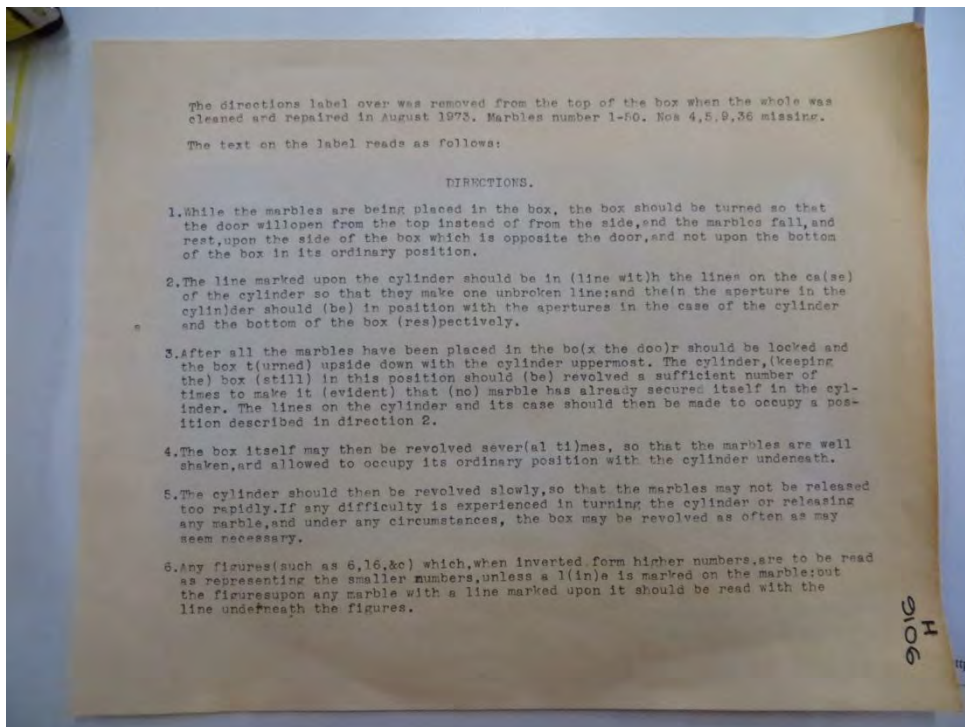 The directions label over was removed from the top of the box when the whole was
cleaned and repaired in August 1973. Marbles number 1-50. Nos 4,5,9,36 missing.
The text on the label reads as follows:
DIRECTIONS.
1.While the marbles are being placed in the box, the box should be turned so that
the door willopen from the top instead of from the side,and the marbles fall,and
rest,upon the side of the box which is opposite the door,and not upon the bottom
of the box in its ordinary position.
2.The line marked upon the cylinder should be in (line wit)h the lines on the ca(se)
of the cylinder so that they make one unbroken line:and the(n the aperture in the
cylin)der should (be) in position with the apertures in the case of the cylinder
and the bottom of the box (res)pectively.
3.After all the marbles have been placed in the bo(x the doo)r should be locked and
the box t(urned) upside down with the cylinder uppermost. The cylinder,(keeping
the) box (still) in this position should (be) revolved a sufficient number of
times to make it (evident) that (no) marble has already secured itself in the cyl-
inder. The lines on the cylinder and its case should then be made to occupy a pos-
ition described in direction 2.
4.The box itself may then be revolved sever(al ti)mes, so that the marbles are well
shaken,and allowed to occupy its ordinary position with the cylinder undeneath.
5.The cylinder should then be revolved slowly,so that the marbles may not be released
too rapidly.If any difficulty is experienced in turning the cylinder or releasing
any marble,and under any circumstances, the box may be revolved as often as may
seem necessary.
6.Any figures(such as 6,16,&c) which,when inverted form higher numbers,are to be read
as representing the smaller numbers,unless a l(in)e is marked on the marble:but
the figuresupon any marble with a line marked upon it should be read with the
line underneath the figures.
H
9106